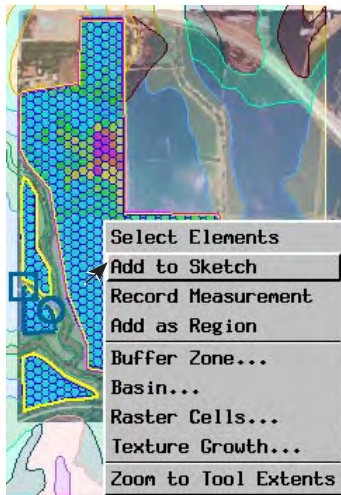 Select Elements
Add to Sketch
Record Measurement
Add as Region
Buffer Zone...
Basin...
Raster Cells...
Texture Growth...
Zoom to Tool Extents